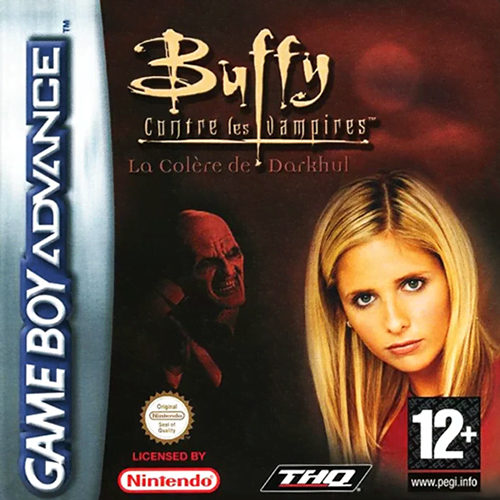 GAME BOY ADVANCE
Buffy
Contre les Vampires™
La Colère de Darkhul
Original
Nintendo
Seal of
Quality
LICENSED BY
Nintendo
THQ
12+
www.pegi.info